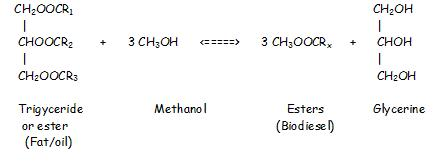 CH₂OOCR₁ CH₂OH
| |
CHOOCR₂ + 3 CH₃OH <=====> 3 CH₃OOCRₓ + CHOH
| |
CH₂OOCR₃ CH₂OH
Trigyceride Methanol Esters Glycerine
or ester (Biodiesel)
(Fat/oil)